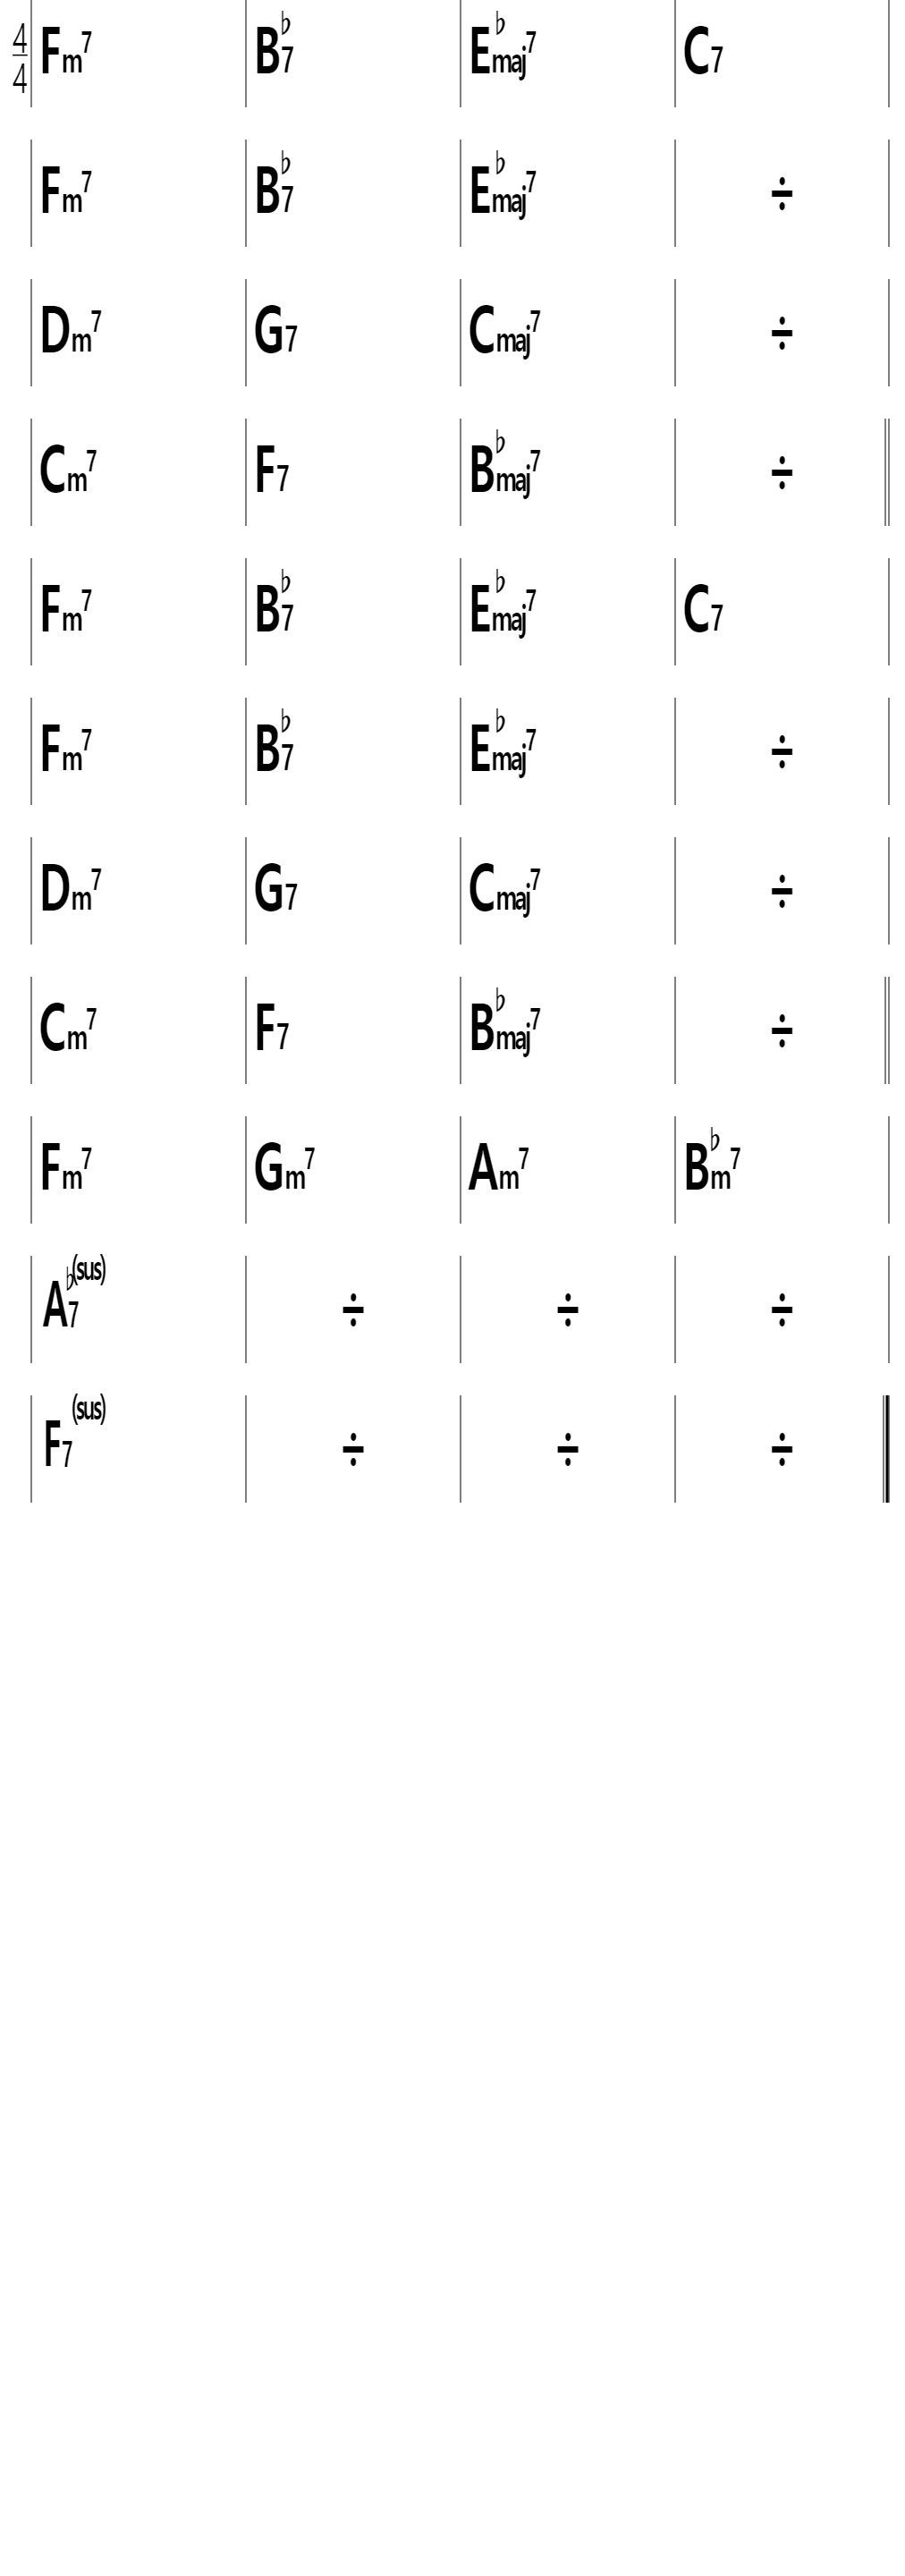 4/4 Fm7 B♭7 E♭maj7 C7
Fm7 B♭7 E♭maj7 ÷
Dm7 G7 Cmaj7 ÷
Cm7 F7 B♭maj7 ÷
Fm7 B♭7 E♭maj7 C7
Fm7 B♭7 E♭maj7 ÷
Dm7 G7 Cmaj7 ÷
Cm7 F7 B♭maj7 ÷
Fm7 Gm7 Am7 B♭m7
A♭7(sus) ÷ ÷ ÷
F7(sus) ÷ ÷ ÷